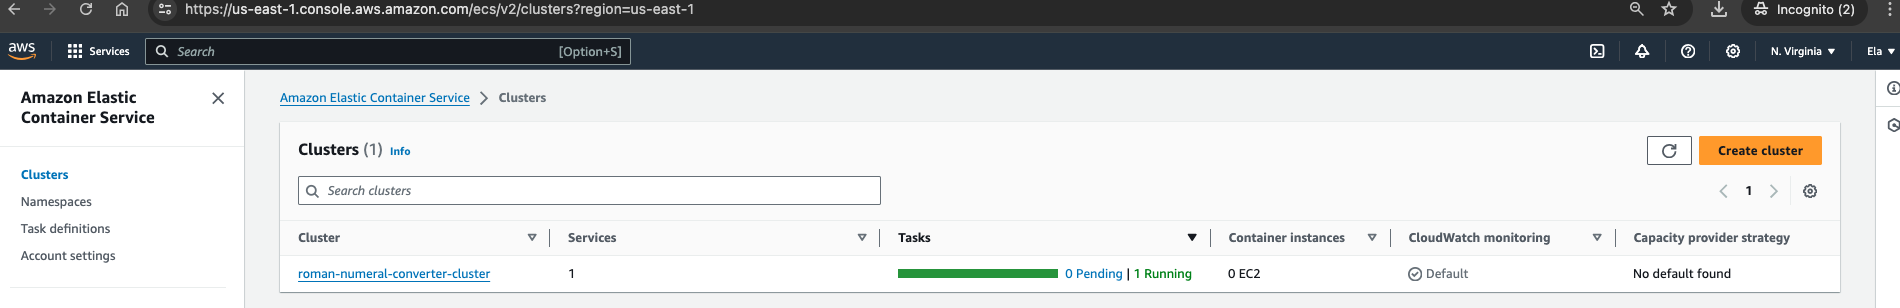 https://us-east-1.console.aws.amazon.com/ecs/v2/clusters?region=us-east-1
Incognito (2)
aws
Services
Search
[Option+S]
N. Virginia
Ela
Amazon Elastic
Container Service
Clusters
Namespaces
Task definitions
Account settings
Amazon Elastic Container Service > Clusters
Clusters (1) Info
Create cluster
Search clusters
1
Cluster Services Tasks Container instances CloudWatch monitoring Capacity provider strategy
roman-numeral-converter-cluster 1 0 Pending | 1 Running 0 EC2 Default No default found